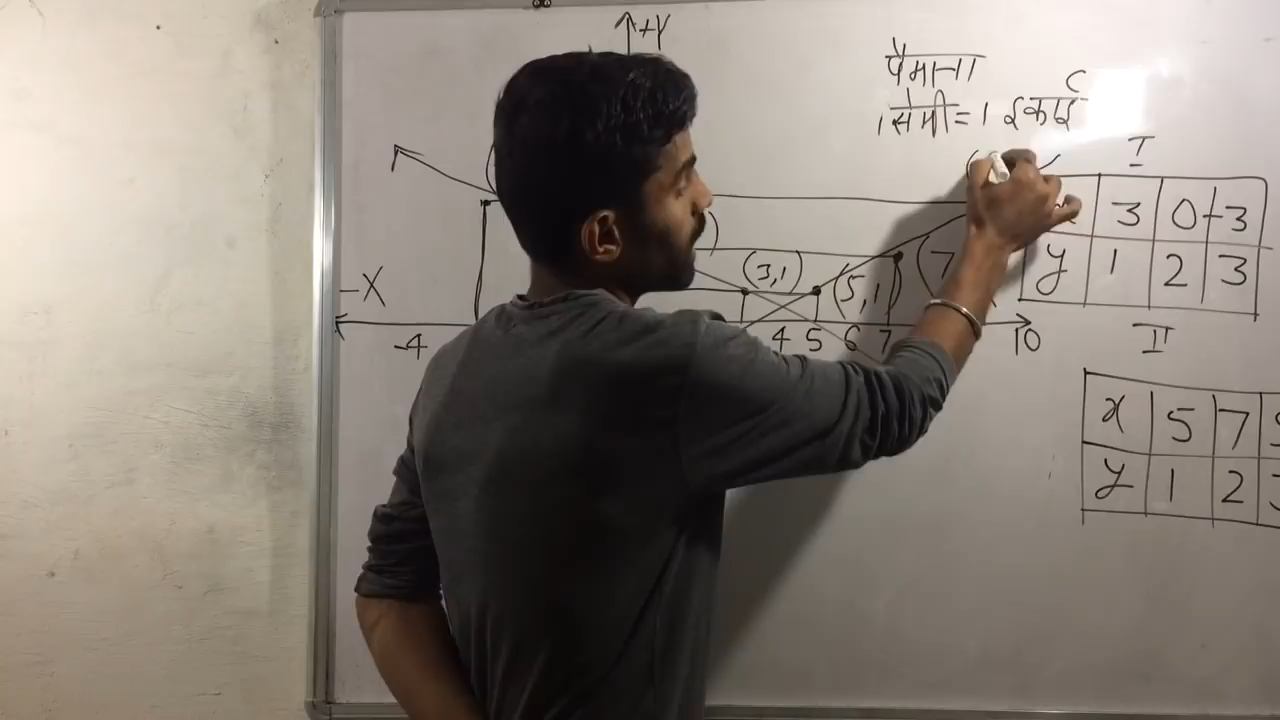 +Y
पैमाना
1 सेमी = 1 इकाई
C
I
3 0 -3
y 1 2 3
-X
(3,1) (5,1) (7
-4 4 5 6 7 10
II
x 5 7
y 1 2